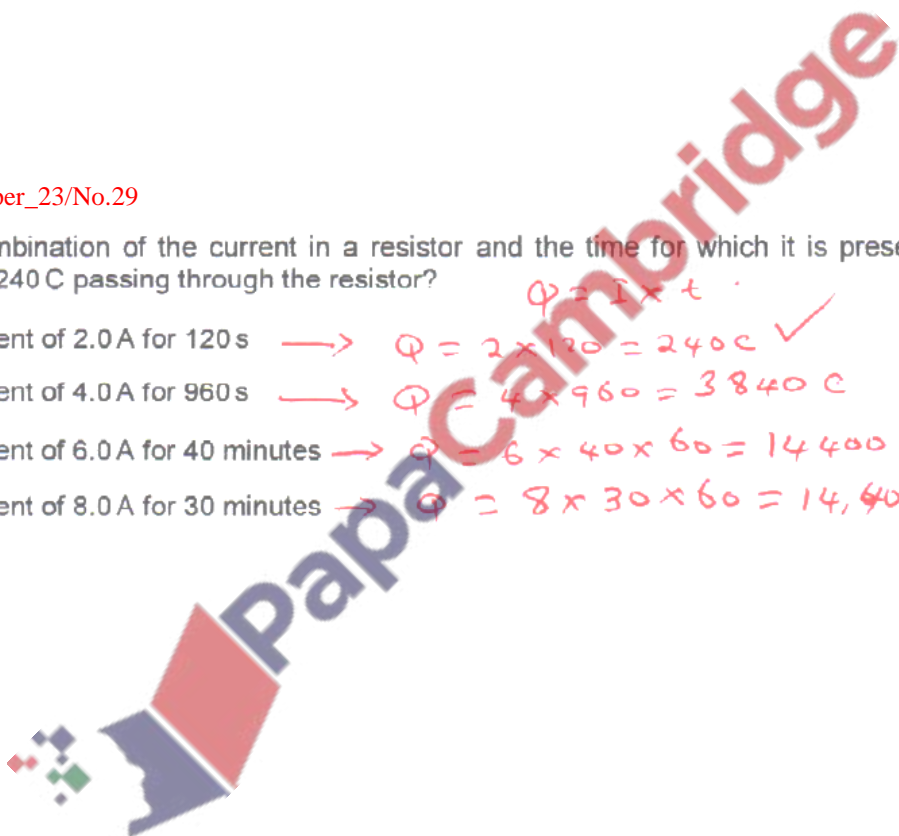 per_23/No.29
mbination of the current in a resistor and the time for which it is prese
240 C passing through the resistor?
Q = I × t .
ent of 2.0 A for 120 s → Q = 2 × 120 = 240 C ✓
ent of 4.0 A for 960 s → Q = 4 × 960 = 3840 C
ent of 6.0 A for 40 minutes → Q = 6 × 40 × 60 = 14 400
ent of 8.0 A for 30 minutes → Q = 8 × 30 × 60 = 14, 40
PapaCambridge